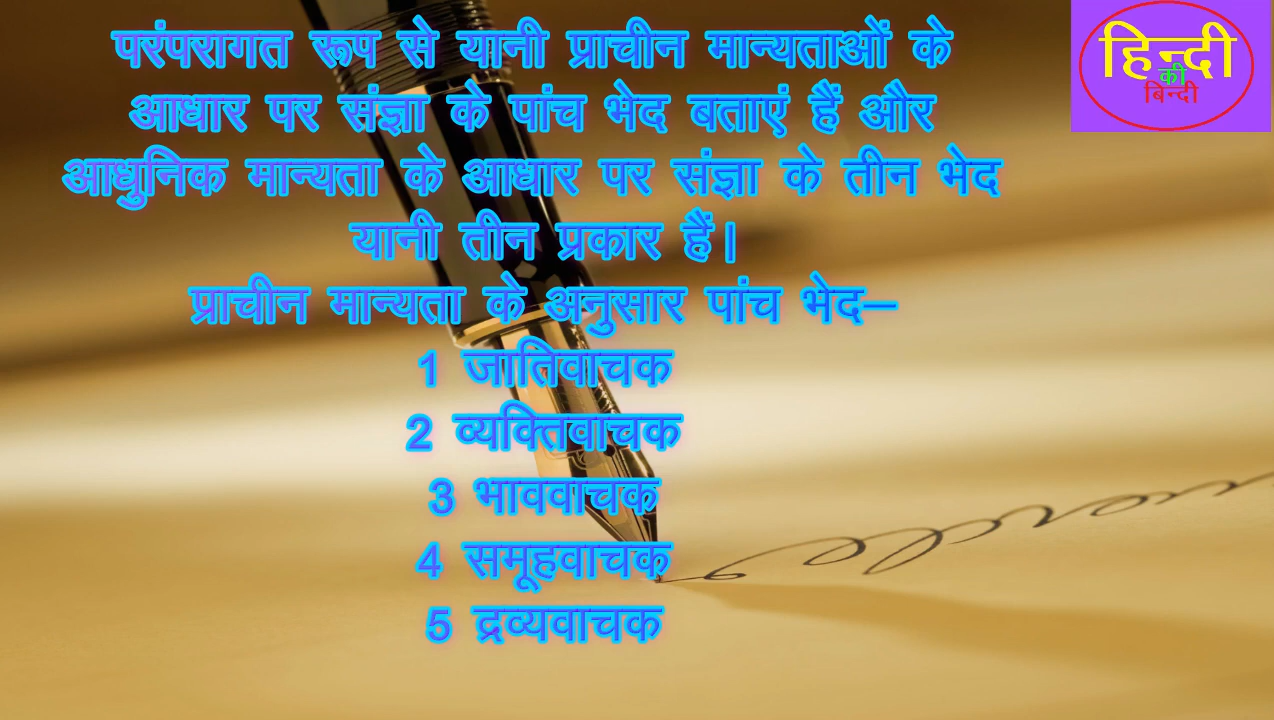 परंपरागत रूप से यानी प्राचीन मान्यताओं के
आधार पर संज्ञा के पांच भेद बताएं हैं और
आधुनिक मान्यता के आधार पर संज्ञा के तीन भेद
यानी तीन प्रकार हैं|
प्राचीन मान्यता के अनुसार पांच भेद–
1 जातिवाचक
2 व्यक्तिवाचक
3 भाववाचक
4 समूहवाचक
5 द्रव्यवाचक
हिन्दी
की
बिन्दी